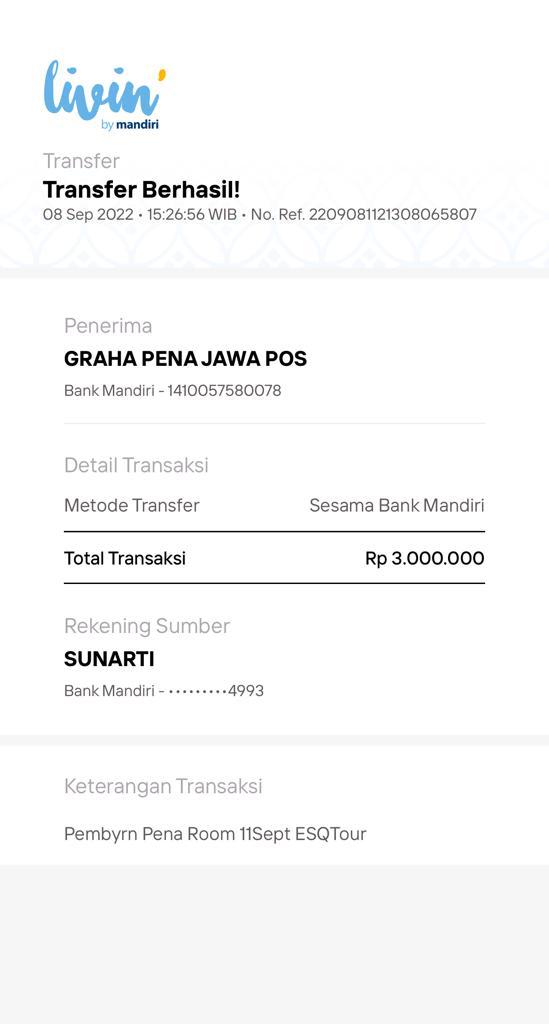 livin'
by mandiri
Transfer
Transfer Berhasil!
08 Sep 2022 • 15:26:56 WIB • No. Ref. 2209081121308065807
Penerima
GRAHA PENA JAWA POS
Bank Mandiri - 1410057580078
Detail Transaksi
Metode Transfer Sesama Bank Mandiri
Total Transaksi Rp 3.000.000
Rekening Sumber
SUNARTI
Bank Mandiri - •••••••••4993
Keterangan Transaksi
Pembyrn Pena Room 11Sept ESQTour